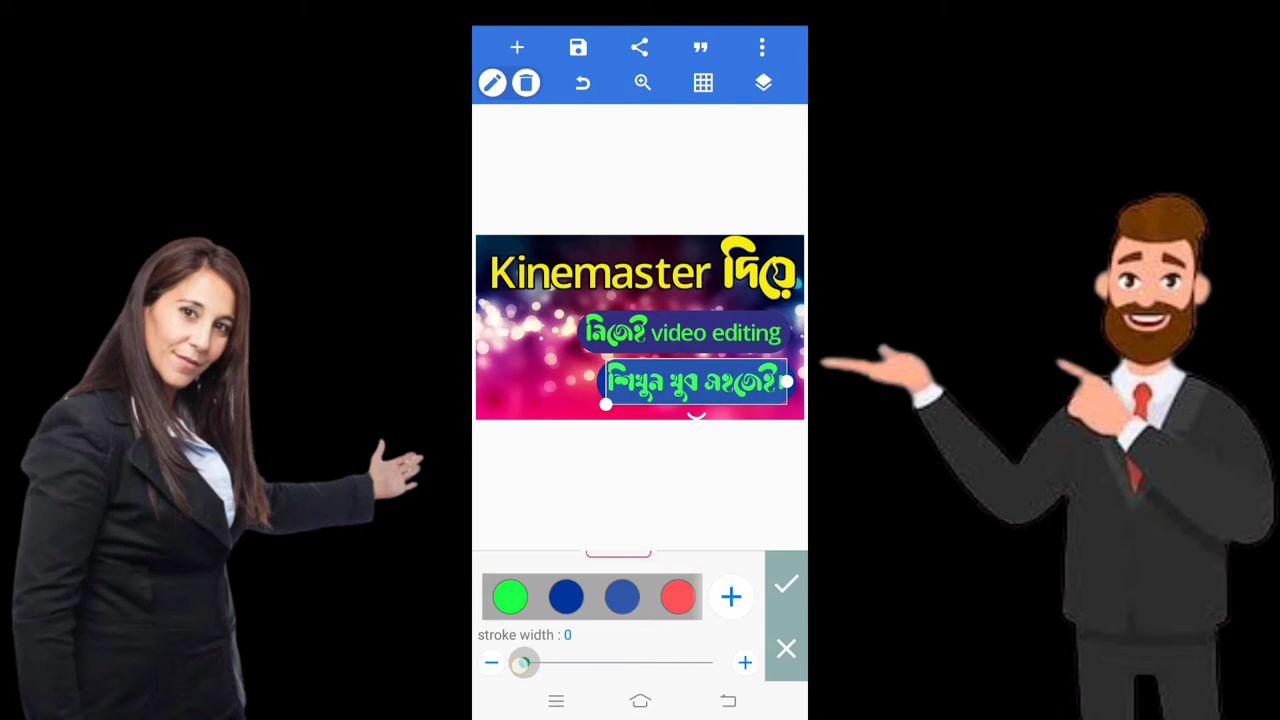 Kinemaster দিয়ে
নিজেই video editing
শিখুন খুব সহজেই।
stroke width : 0